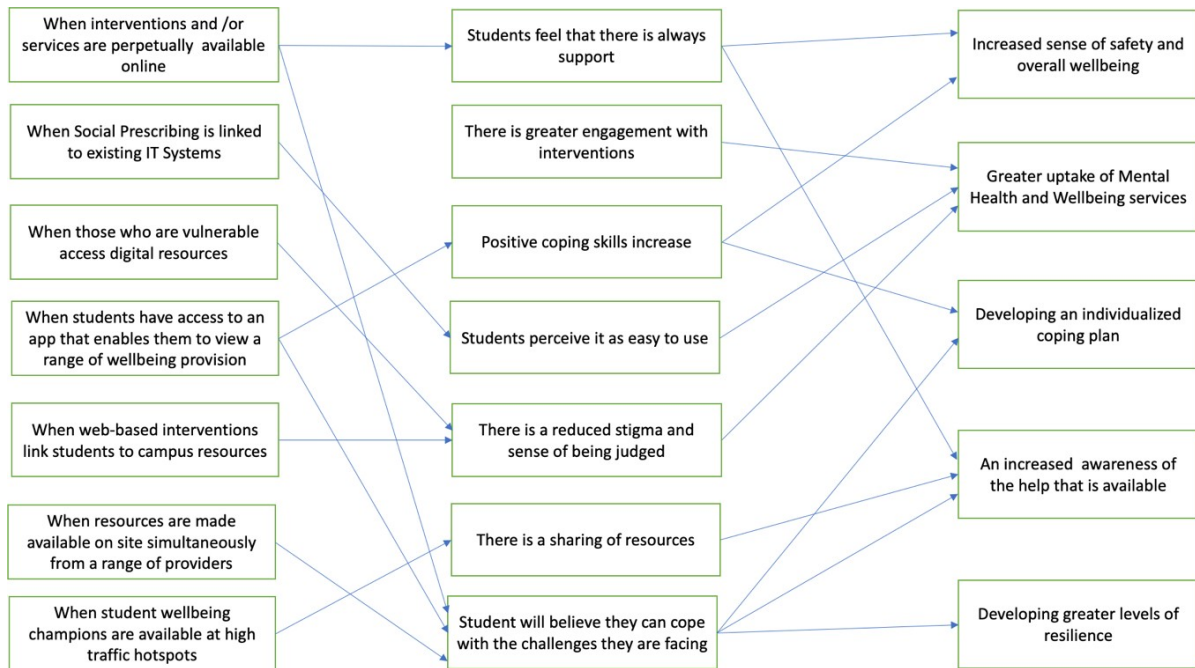 When interventions and /or
services are perpetually available
online
When Social Prescribing is linked
to existing IT Systems
When those who are vulnerable
access digital resources
When students have access to an
app that enables them to view a
range of wellbeing provision
When web-based interventions
link students to campus resources
When resources are made
available on site simultaneously
from a range of providers
When student wellbeing
champions are available at high
traffic hotspots
Students feel that there is always
support
There is greater engagement with
interventions
Positive coping skills increase
Students perceive it as easy to use
There is a reduced stigma and
sense of being judged
There is a sharing of resources
Student will believe they can cope
with the challenges they are facing
Increased sense of safety and
overall wellbeing
Greater uptake of Mental
Health and Wellbeing services
Developing an individualized
coping plan
An increased awareness of
the help that is available
Developing greater levels of
resilience